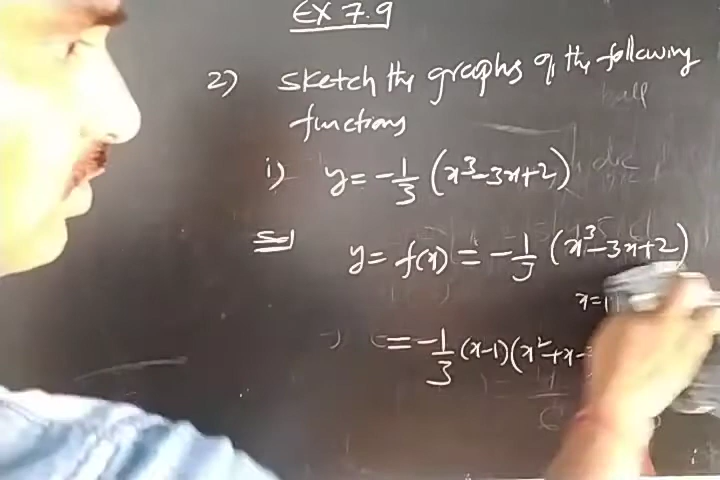 EX 7.9
2) Sketch the graphs of the following
functions
i) y = -1/3 (x³-3x+2)
Sol
y = f(x) = -1/3 (x³-3x+2)
x=1
= -1/3 (x-1)(x²+x-